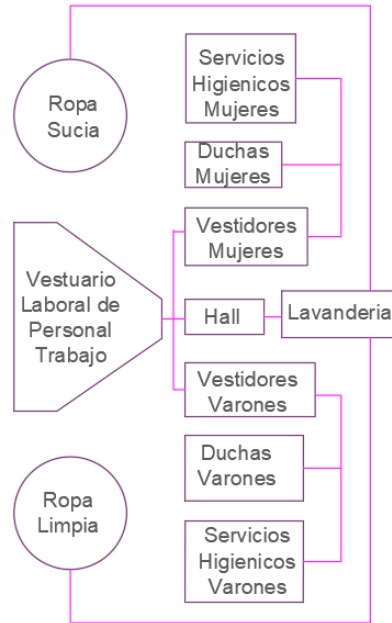 Ropa
Sucia
Servicios
Higienicos
Mujeres
Duchas
Mujeres
Vestidores
Mujeres
Vestuario
Laboral de
Personal
Trabajo
Hall
Lavanderia
Vestidores
Varones
Duchas
Varones
Ropa
Limpia
Servicios
Higienicos
Varones